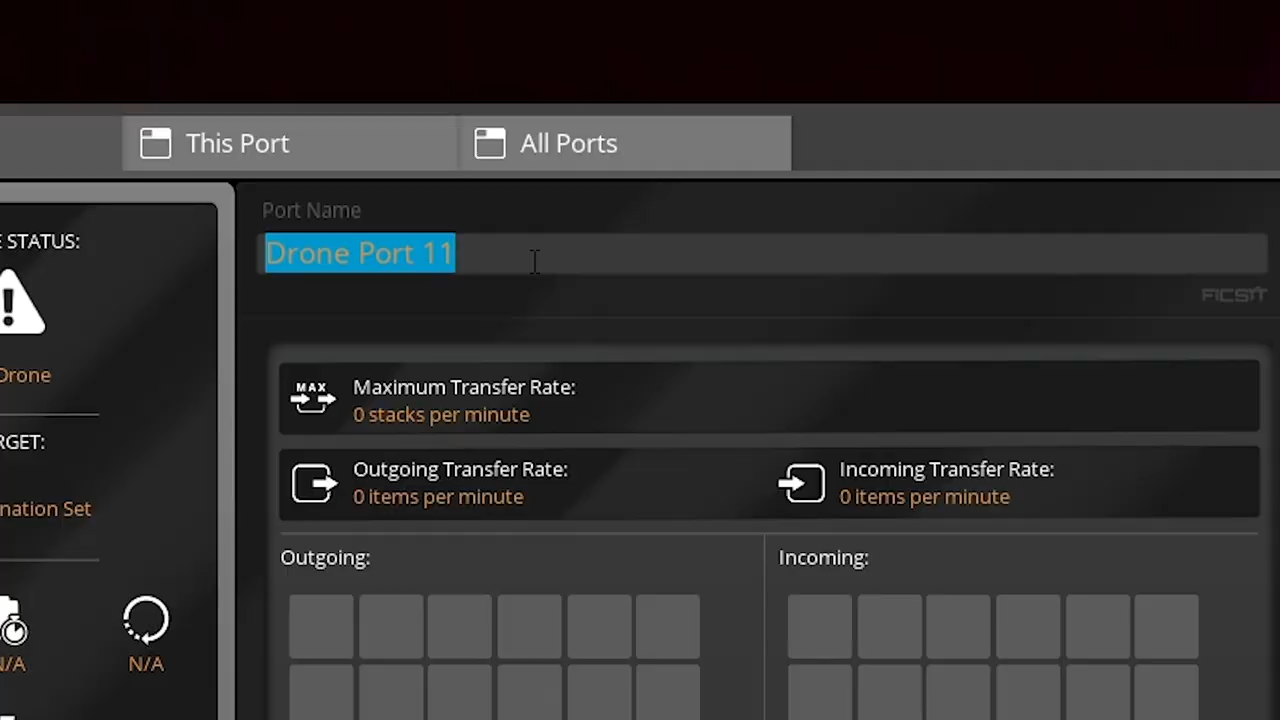 This Port
All Ports
E STATUS:
Drone
RGET:
nation Set
N/A
N/A
Port Name
Drone Port 11
FICSIT
MAX
Maximum Transfer Rate:
0 stacks per minute
Outgoing Transfer Rate:
0 items per minute
Incoming Transfer Rate:
0 items per minute
Outgoing:
Incoming: